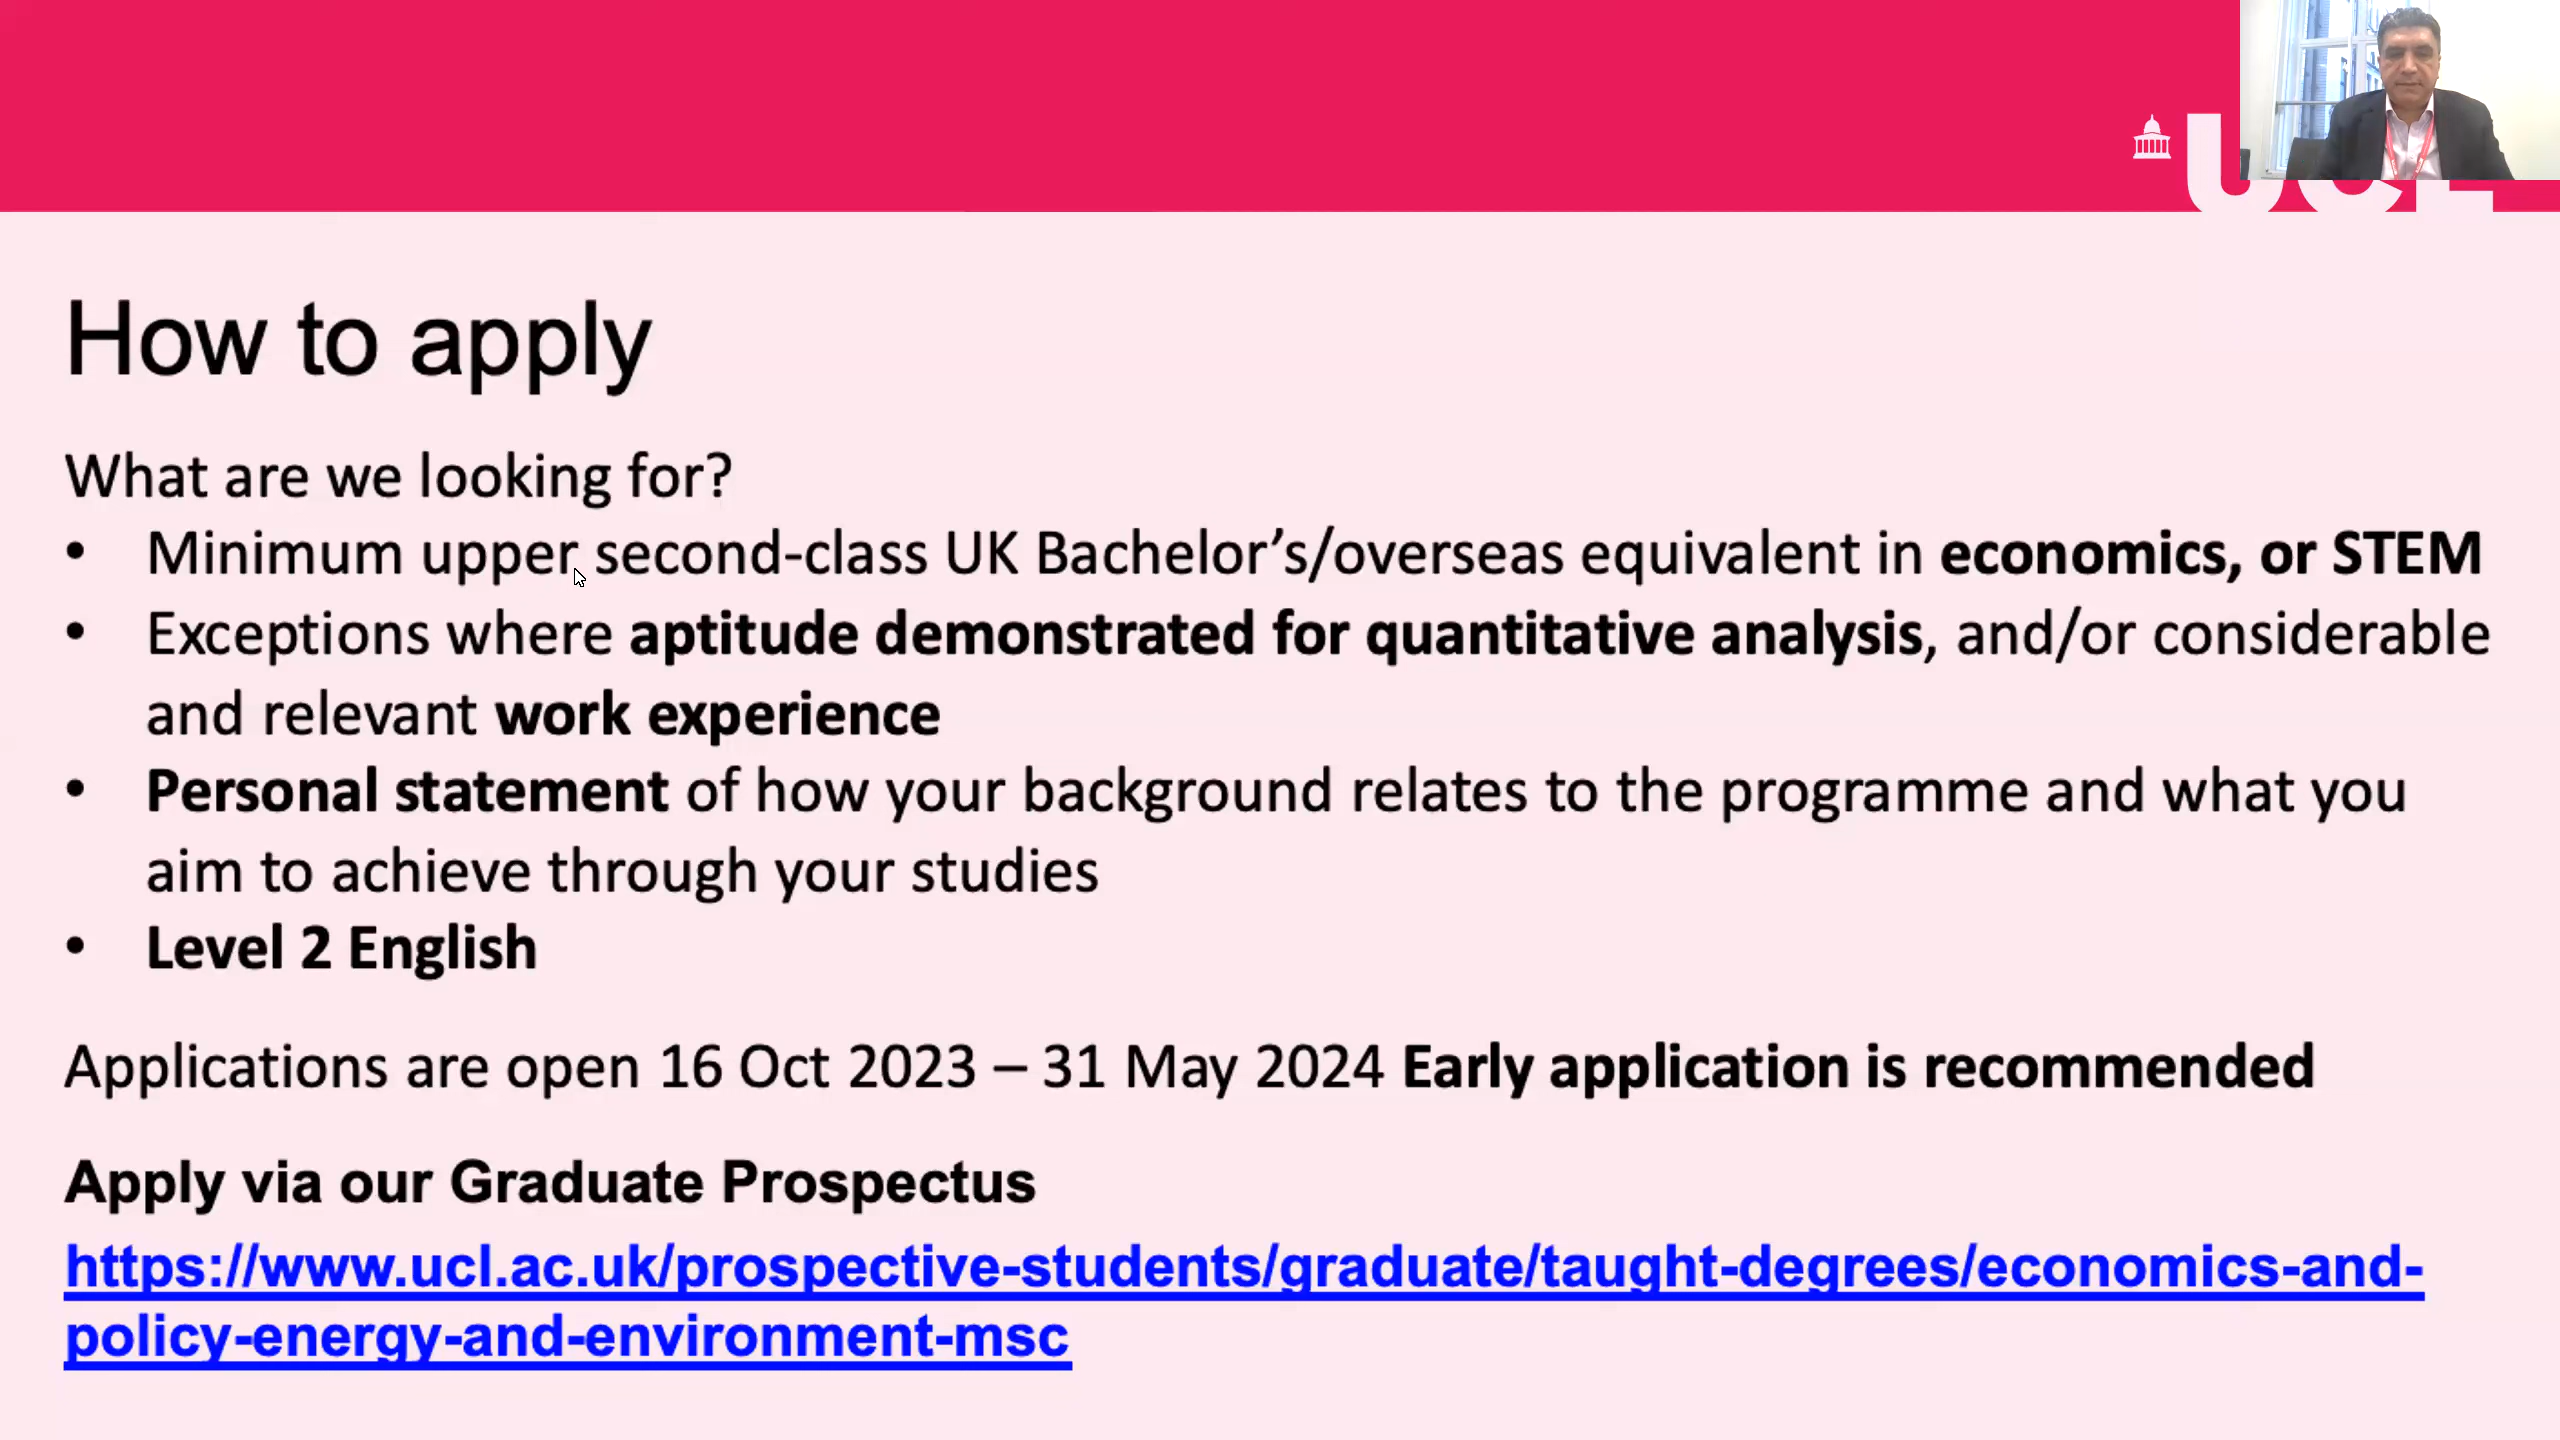 UCL
How to apply
What are we looking for?
• Minimum upper second-class UK Bachelor’s/overseas equivalent in economics, or STEM
• Exceptions where aptitude demonstrated for quantitative analysis, and/or considerable
and relevant work experience
• Personal statement of how your background relates to the programme and what you
aim to achieve through your studies
• Level 2 English
Applications are open 16 Oct 2023 – 31 May 2024 Early application is recommended
Apply via our Graduate Prospectus
https://www.ucl.ac.uk/prospective-students/graduate/taught-degrees/economics-and-
policy-energy-and-environment-msc